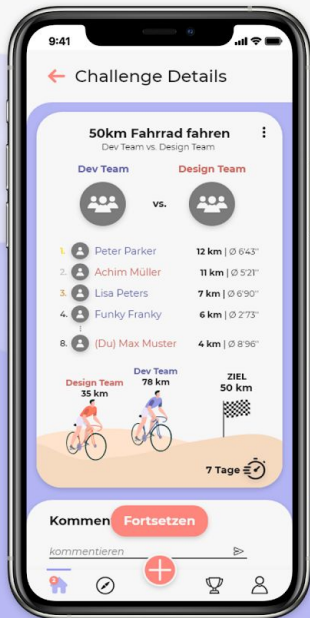 9:41
Challenge Details
50km Fahrrad fahren
Dev Team vs. Design Team
Dev Team
Design Team
vs.
1. Peter Parker 12 km | Ø 6'43''
2. Achim Müller 11 km | Ø 5'21''
3. Lisa Peters 7 km | Ø 6'90''
4. Funky Franky 6 km | Ø 2'73''
8. (Du) Max Muster 4 km | Ø 8'96''
Design Team
35 km
Dev Team
78 km
ZIEL
50 km
7 Tage
Kommen
Fortsetzen
kommentieren